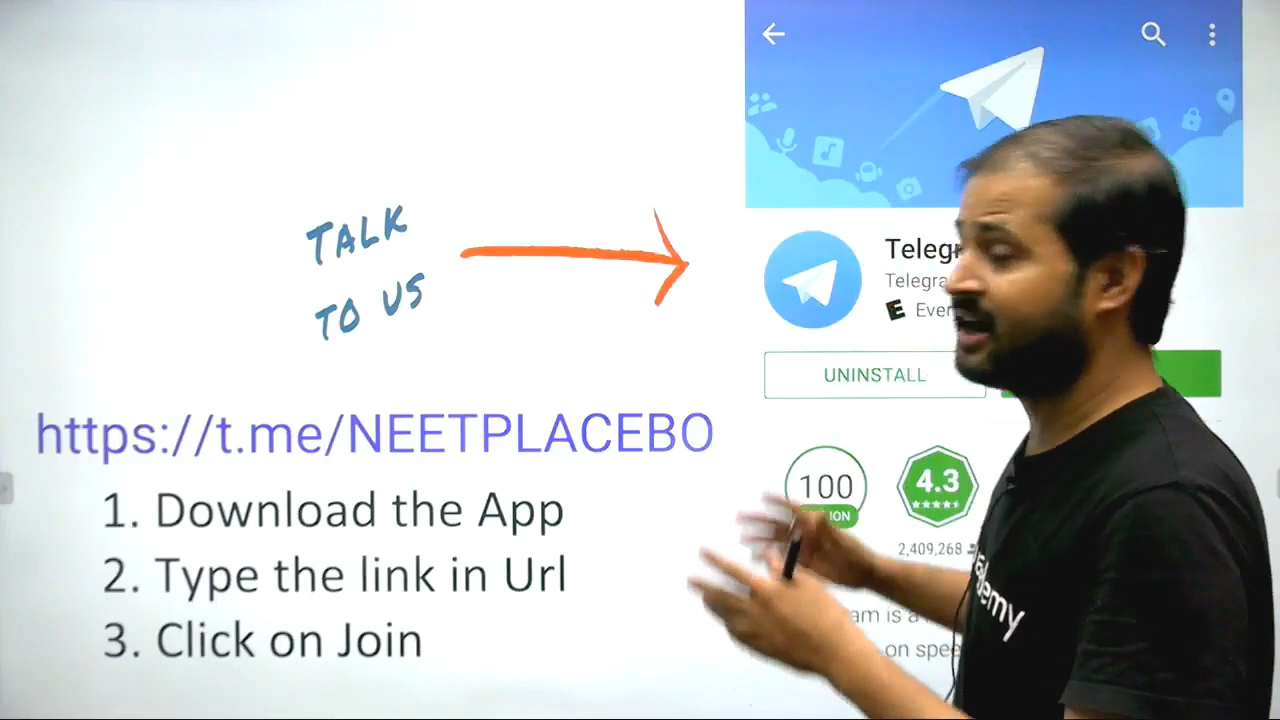 TALK
TO US
https://t.me/NEETPLACEBO
1. Download the App
2. Type the link in Url
3. Click on Join
UNINSTALL
100
4.3
2,409,268
on